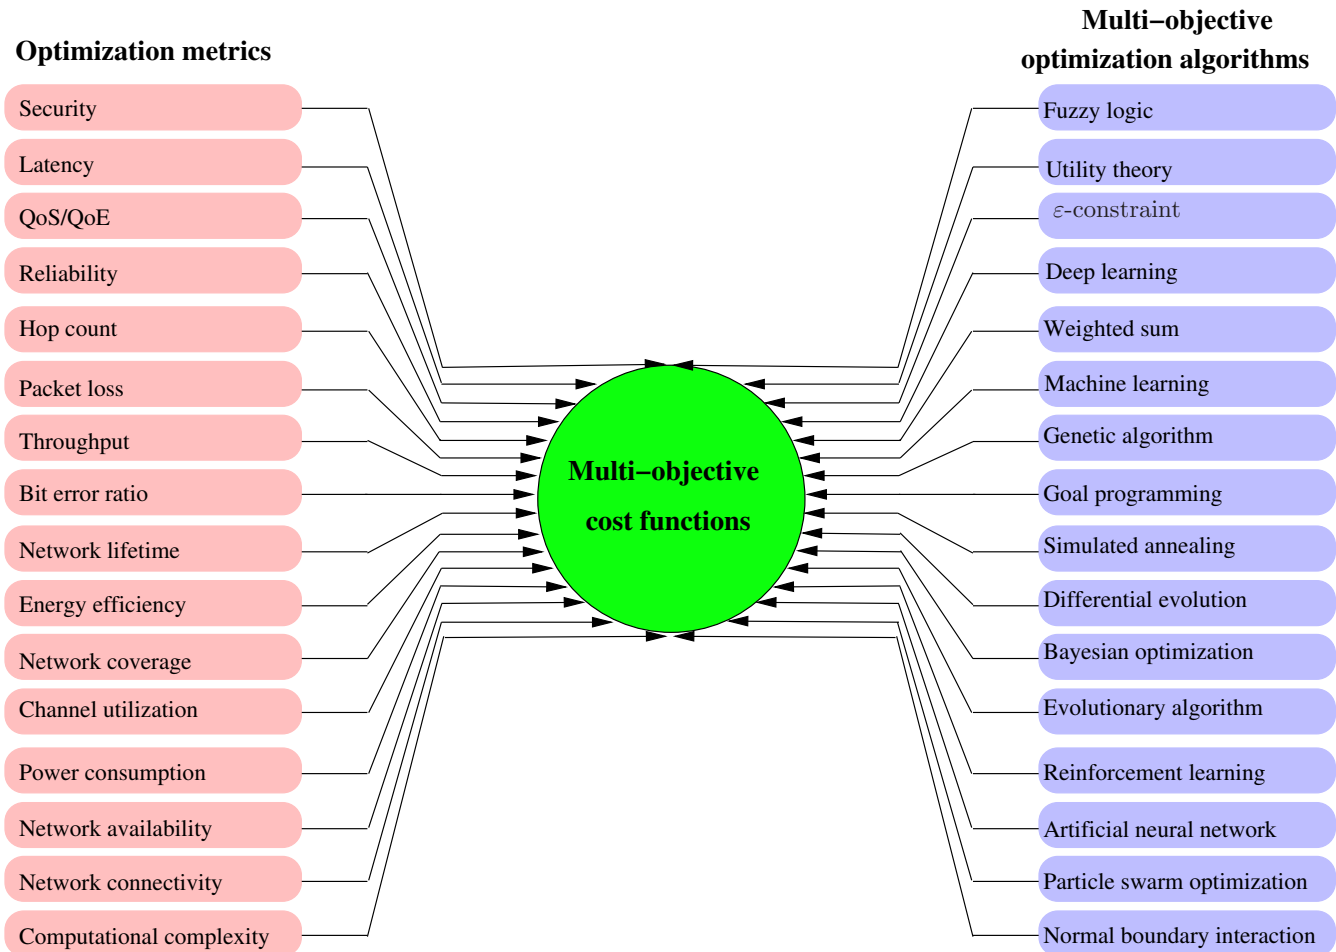 Optimization metrics
Security
Latency
QoS/QoE
Reliability
Hop count
Packet loss
Throughput
Bit error ratio
Network lifetime
Energy efficiency
Network coverage
Channel utilization
Power consumption
Network availability
Network connectivity
Computational complexity
Multi−objective
cost functions
Multi−objective
optimization algorithms
Fuzzy logic
Utility theory
ε-constraint
Deep learning
Weighted sum
Machine learning
Genetic algorithm
Goal programming
Simulated annealing
Differential evolution
Bayesian optimization
Evolutionary algorithm
Reinforcement learning
Artificial neural network
Particle swarm optimization
Normal boundary interaction